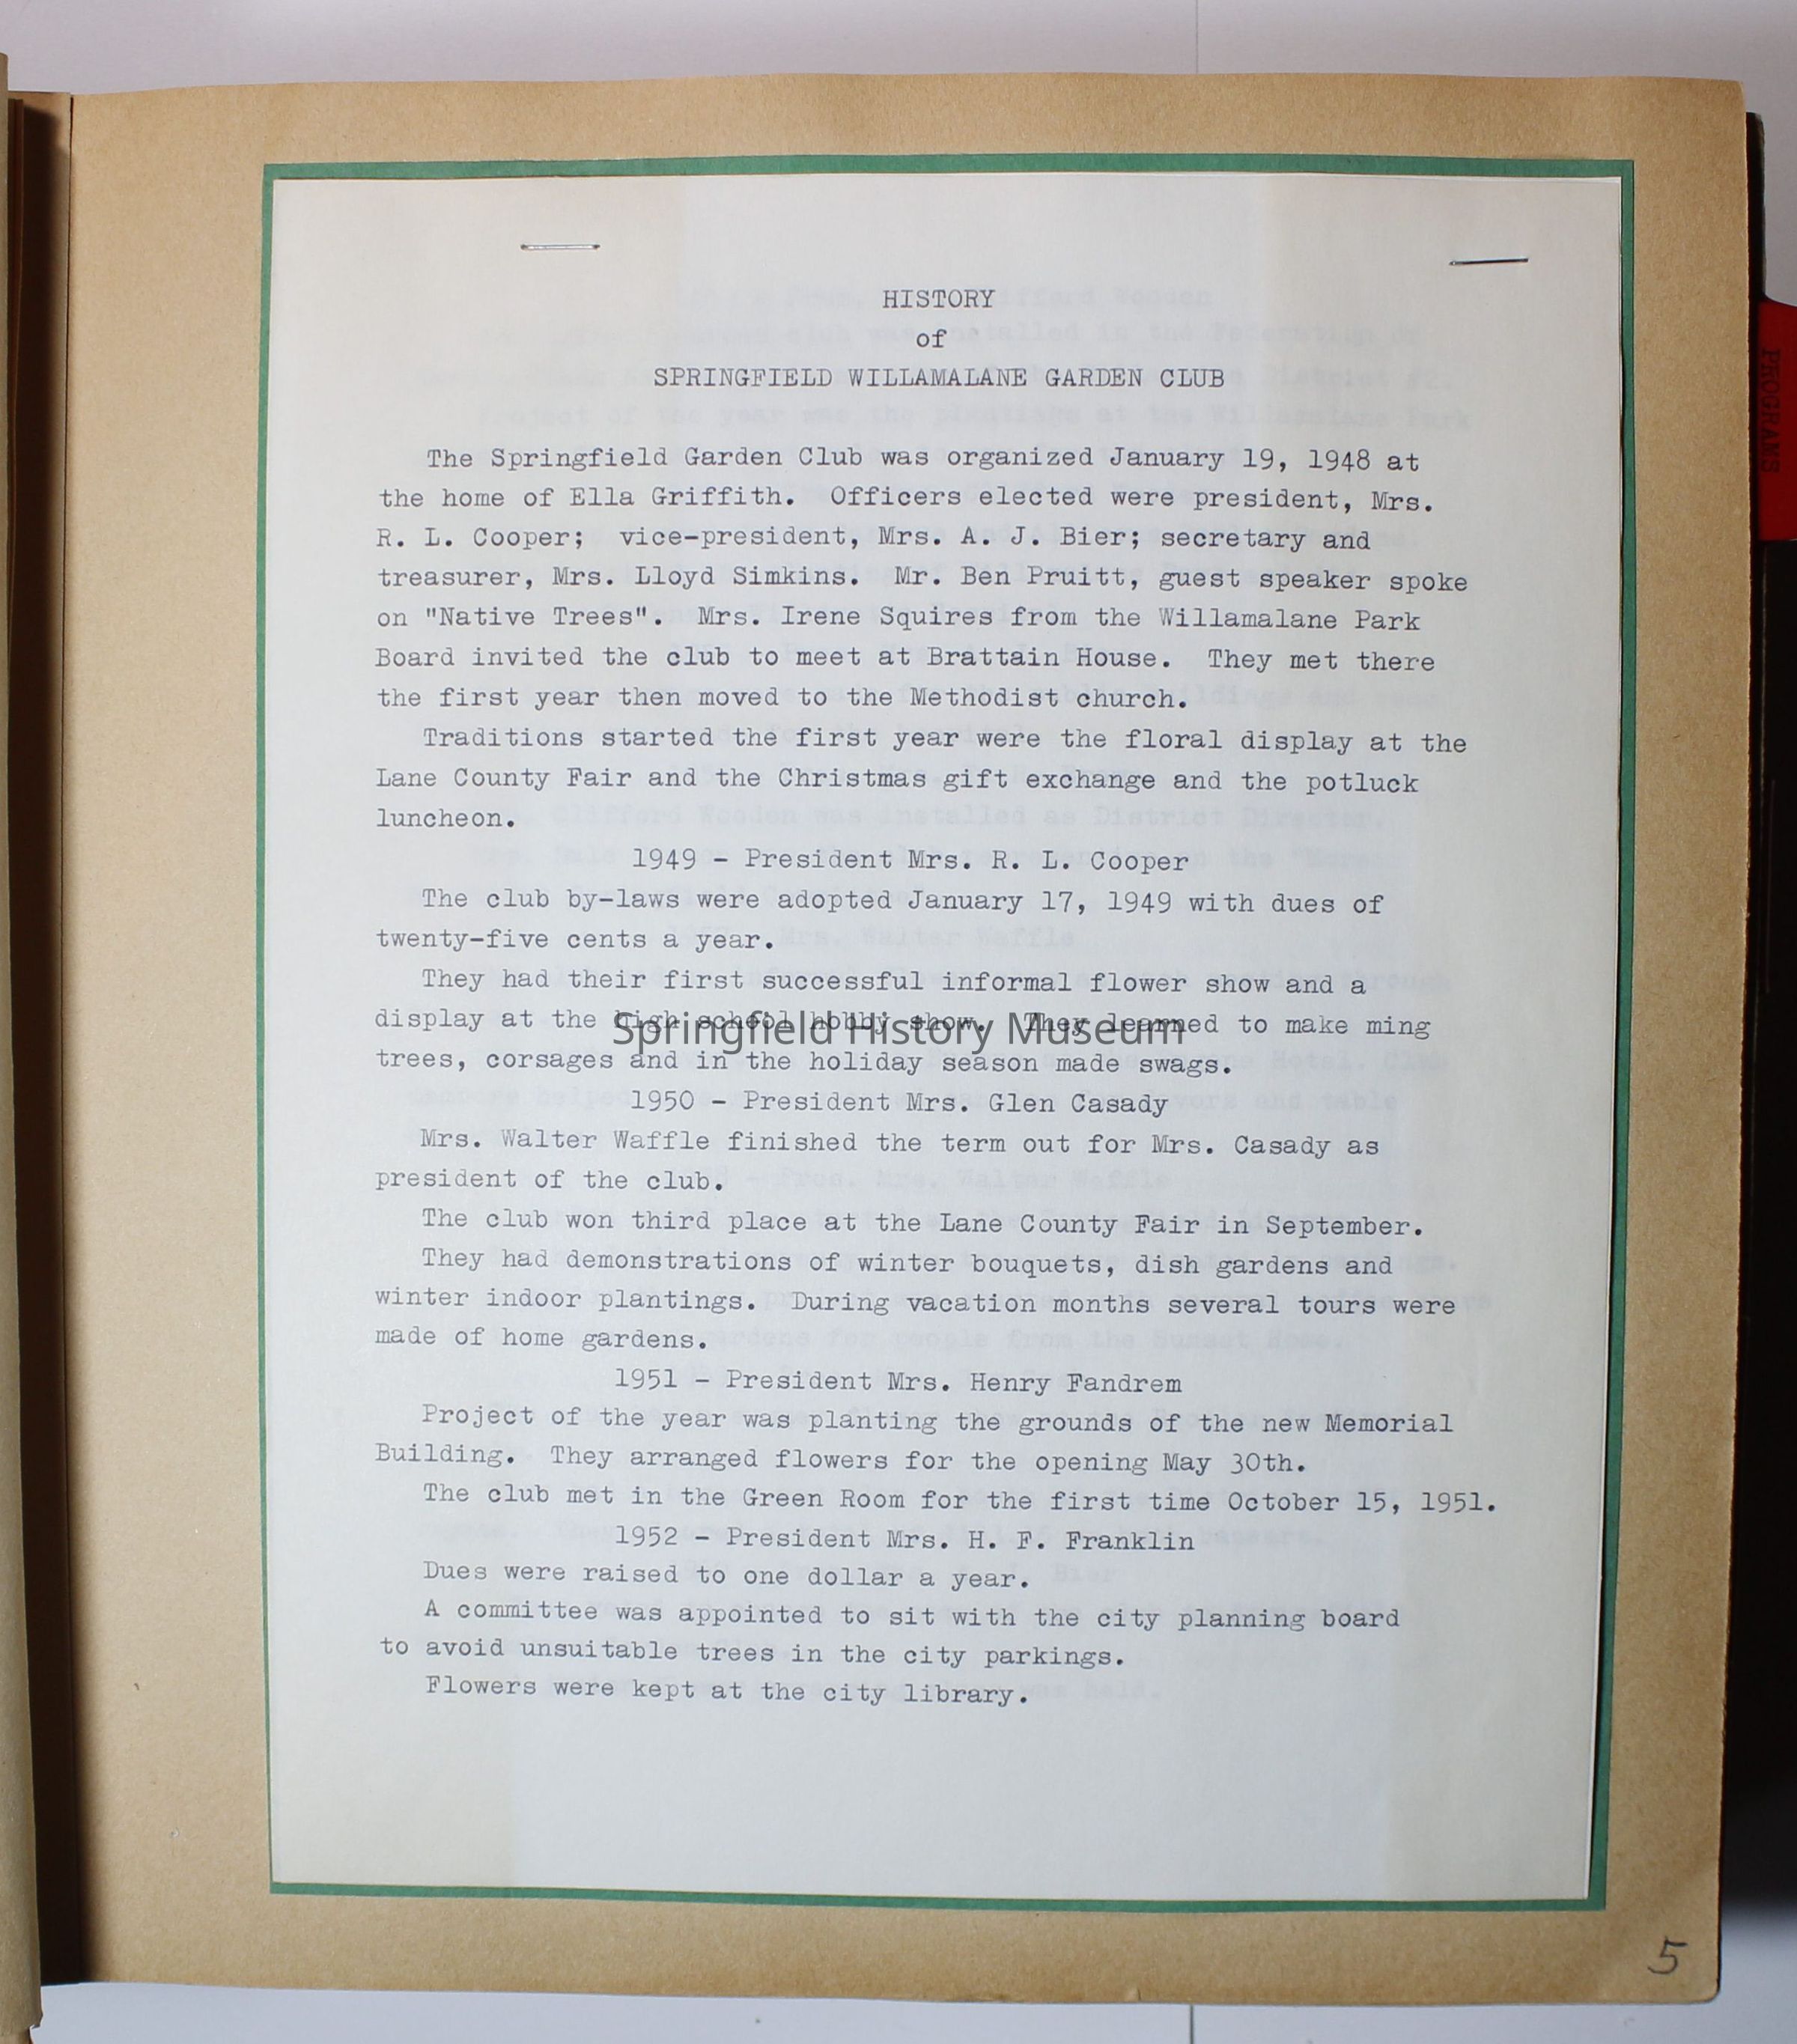 HISTORY
of
SPRINGFIELD WILLAMALANE GARDEN CLUB
The Springfield Garden Club was organized January 19, 1948 at
the home of Ella Griffith. Officers elected were president, Mrs.
R. L. Cooper; vice-president, Mrs. A. J. Bier; secretary and
treasurer, Mrs. Lloyd Simkins. Mr. Ben Pruitt, guest speaker spoke
on "Native Trees". Mrs. Irene Squires from the Willamalane Park
Board invited the club to meet at Brattain House. They met there
the first year then moved to the Methodist church.
Traditions started the first year were the floral display at the
Lane County Fair and the Christmas gift exchange and the potluck
luncheon.
1949 - President Mrs. R. L. Cooper
The club by-laws were adopted January 17, 1949 with dues of
twenty-five cents a year.
They had their first successful informal flower show and a
display at the high school hobby show. They learned to make ming
Springfield History Museum
trees, corsages and in the holiday season made swags.
1950 - President Mrs. Glen Casady
Mrs. Walter Waffle finished the term out for Mrs. Casady as
president of the club.
The club won third place at the Lane County Fair in September.
They had demonstrations of winter bouquets, dish gardens and
winter indoor plantings. During vacation months several tours were
made of home gardens.
1951 - President Mrs. Henry Fandrem
Project of the year was planting the grounds of the new Memorial
Building. They arranged flowers for the opening May 30th.
The club met in the Green Room for the first time October 15, 1951.
1952 - President Mrs. H. F. Franklin
Dues were raised to one dollar a year.
A committee was appointed to sit with the city planning board
to avoid unsuitable trees in the city parkings.
Flowers were kept at the city library.
5
PROGRAMS